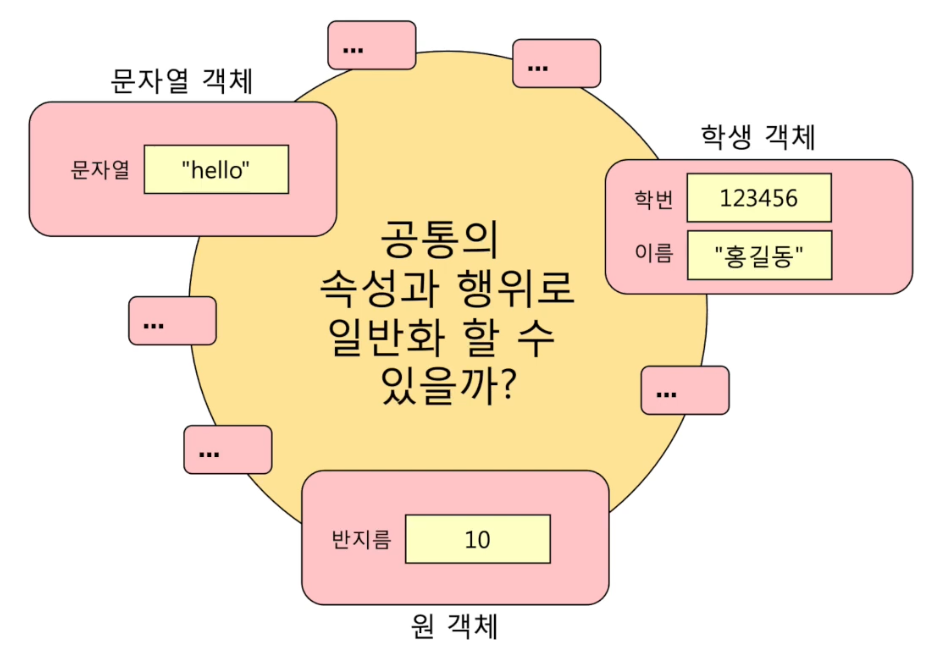 ...
...
문자열 객체
문자열 "hello"
학생 객체
학번 123456
이름 "홍길동"
공통의
속성과 행위로
일반화 할 수
있을까?
...
...
...
반지름 10
원 객체